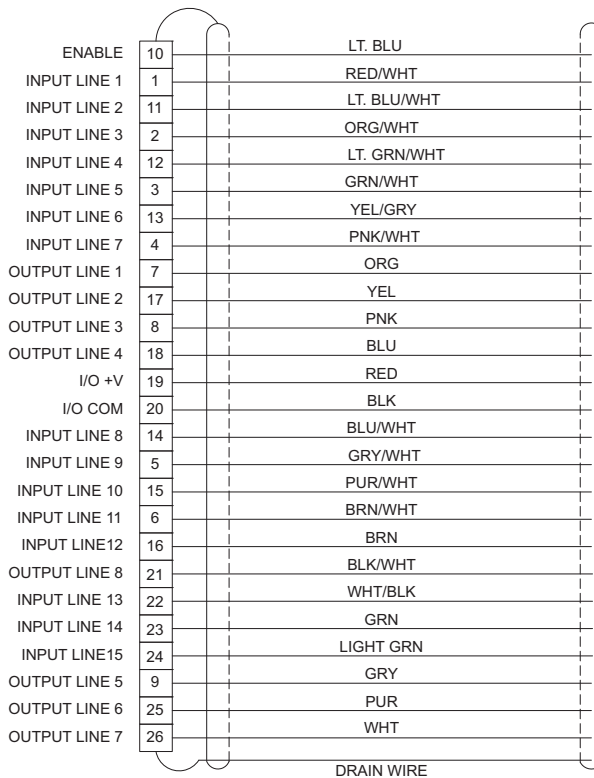 ENABLE 10 LT. BLU
INPUT LINE 1 1 RED/WHT
INPUT LINE 2 11 LT. BLU/WHT
INPUT LINE 3 2 ORG/WHT
INPUT LINE 4 12 LT. GRN/WHT
INPUT LINE 5 3 GRN/WHT
INPUT LINE 6 13 YEL/GRY
INPUT LINE 7 4 PNK/WHT
OUTPUT LINE 1 7 ORG
OUTPUT LINE 2 17 YEL
OUTPUT LINE 3 8 PNK
OUTPUT LINE 4 18 BLU
I/O +V 19 RED
I/O COM 20 BLK
INPUT LINE 8 14 BLU/WHT
INPUT LINE 9 5 GRY/WHT
INPUT LINE 10 15 PUR/WHT
INPUT LINE 11 6 BRN/WHT
INPUT LINE12 16 BRN
OUTPUT LINE 8 21 BLK/WHT
INPUT LINE 13 22 WHT/BLK
INPUT LINE 14 23 GRN
INPUT LINE15 24 LIGHT GRN
OUTPUT LINE 5 9 GRY
OUTPUT LINE 6 25 PUR
OUTPUT LINE 7 26 WHT
DRAIN WIRE